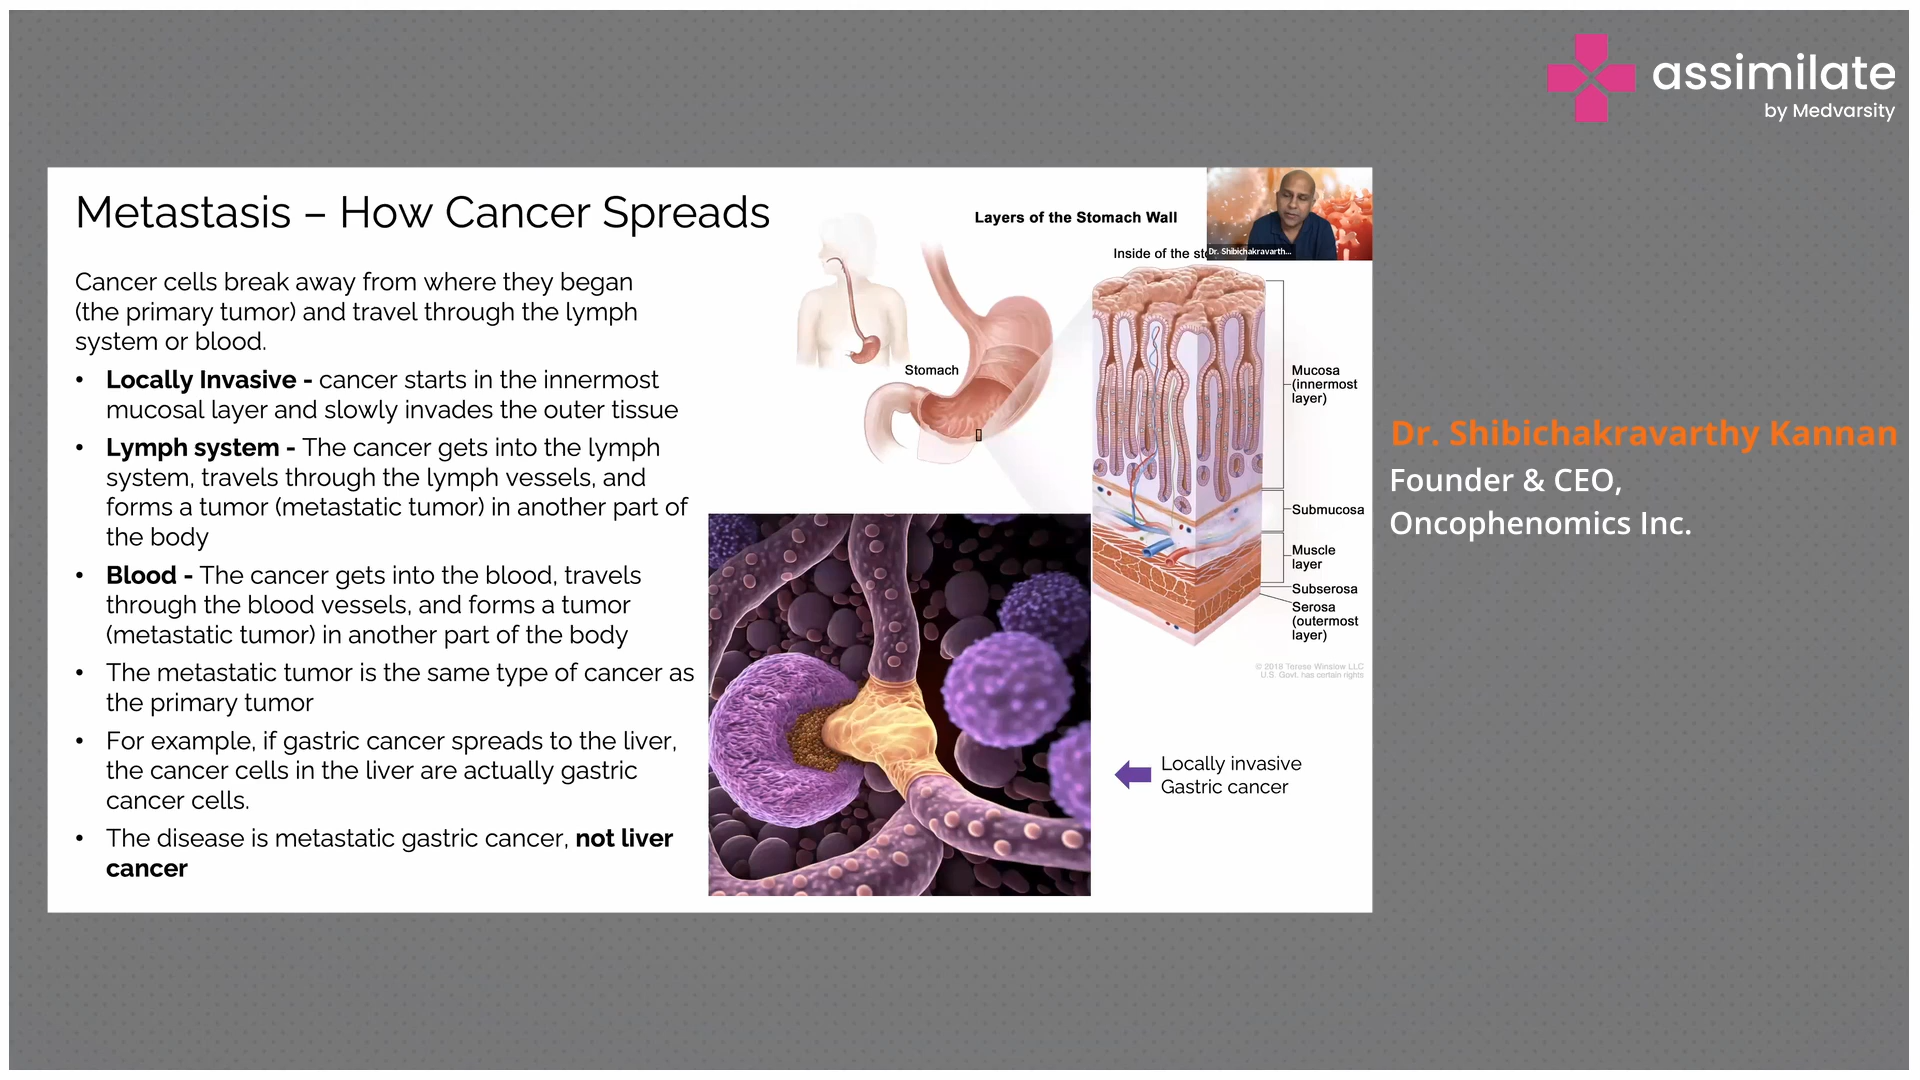 assimilate
by Medvarsity
Metastasis – How Cancer Spreads
Cancer cells break away from where they began
(the primary tumor) and travel through the lymph
system or blood.
• Locally Invasive - cancer starts in the innermost
mucosal layer and slowly invades the outer tissue
• Lymph system - The cancer gets into the lymph
system, travels through the lymph vessels, and
forms a tumor (metastatic tumor) in another part of
the body
• Blood - The cancer gets into the blood, travels
through the blood vessels, and forms a tumor
(metastatic tumor) in another part of the body
• The metastatic tumor is the same type of cancer as
the primary tumor
• For example, if gastric cancer spreads to the liver,
the cancer cells in the liver are actually gastric
cancer cells.
• The disease is metastatic gastric cancer, not liver
cancer
Layers of the Stomach Wall
Inside of the
Dr. Shibichakravarth...
Stomach
Mucosa
(innermost
layer)
Submucosa
Muscle
layer
Subserosa
Serosa
(outermost
layer)
© 2018 Terese Winslow LLC
U.S. Govt. has certain rights
Locally invasive
Gastric cancer
Dr. Shibichakravarthy Kannan
Founder & CEO,
Oncophenomics Inc.